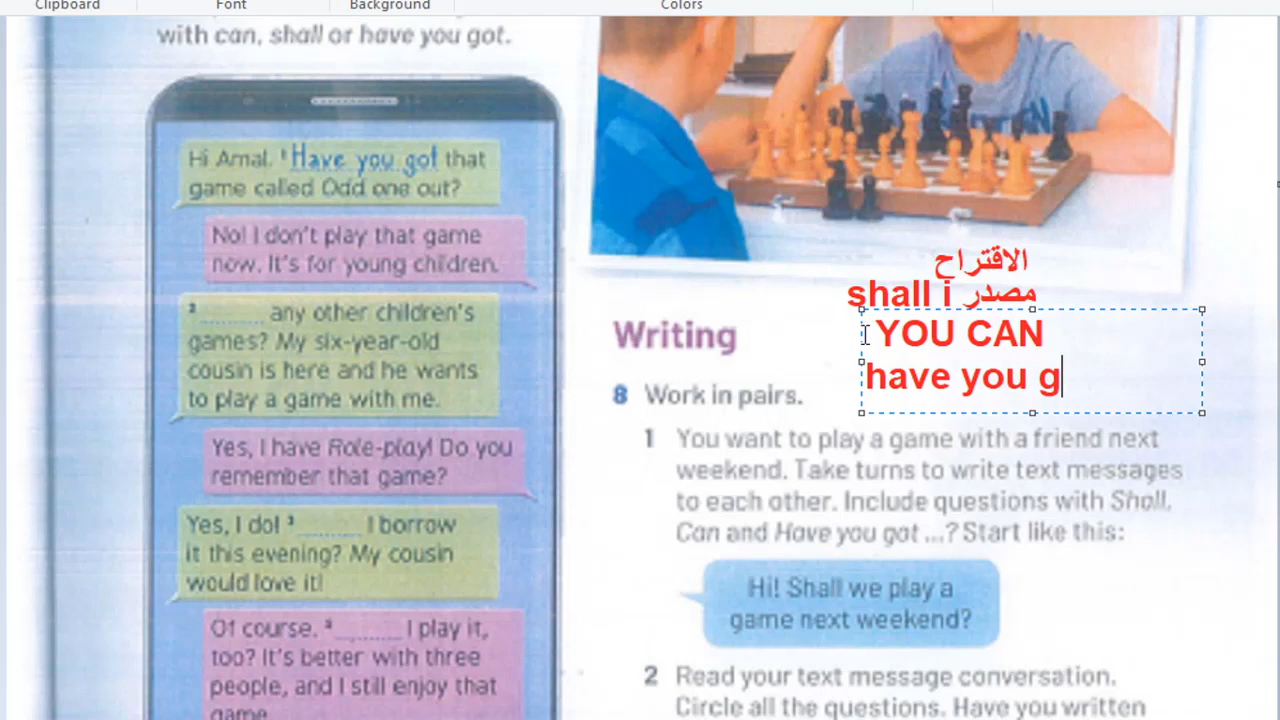 Clipboard
Font
Background
Colors
with can, shall or have you got.
Hi Amal. ¹Have you got that
game called Odd one out?
No! I don't play that game
now. It's for young children.
² ........ any other children's
games? My six-year-old
cousin is here and he wants
to play a game with me.
Yes, I have Role-play! Do you
remember that game?
Yes, I do! ³ ........ I borrow
it this evening? My cousin
would love it!
Of course. ³ ........ I play it,
too? It's better with three
people, and I still enjoy that
game
الاقتراح
shall i مصدر
YOU CAN
have you g
Writing
8 Work in pairs.
1 You want to play a game with a friend next
weekend. Take turns to write text messages
to each other. Include questions with Shall,
Can and Have you got ...? Start like this:
Hi! Shall we play a
game next weekend?
2 Read your text message conversation.
Circle all the questions. Have you written